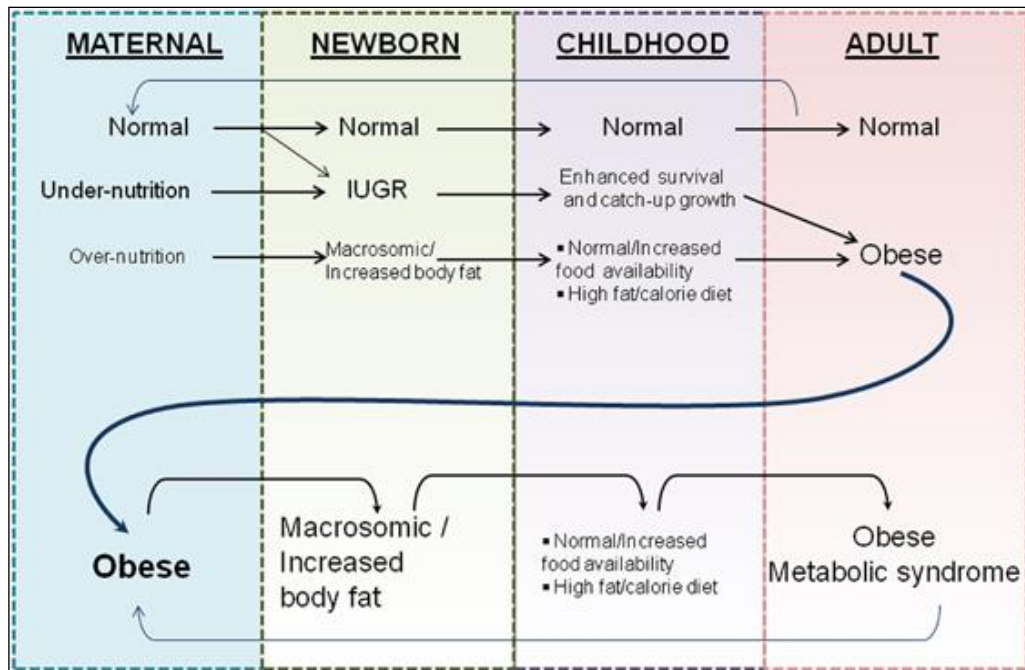 MATERNAL
NEWBORN
CHILDHOOD
ADULT
Normal
Normal
Normal
Normal
Under-nutrition
IUGR
Enhanced survival
and catch-up growth
Over-nutrition
Macrosomic/
Increased body fat
▪ Normal/Increased
food availability
▪ High fat/calorie diet
Obese
Obese
Macrosomic /
Increased
body fat
▪ Normal/Increased
food availability
▪ High fat/calorie diet
Obese
Metabolic syndrome